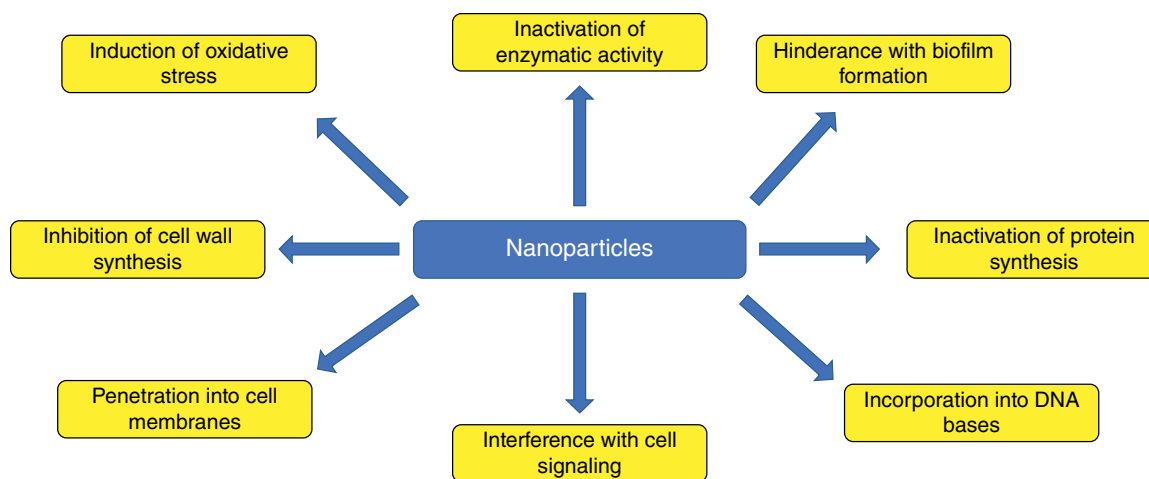 Inactivation of
enzymatic activity
Induction of oxidative
stress
Hinderance with biofilm
formation
Inhibition of cell wall
synthesis
Nanoparticles
Inactivation of protein
synthesis
Penetration into cell
membranes
Interference with cell
signaling
Incorporation into DNA
bases